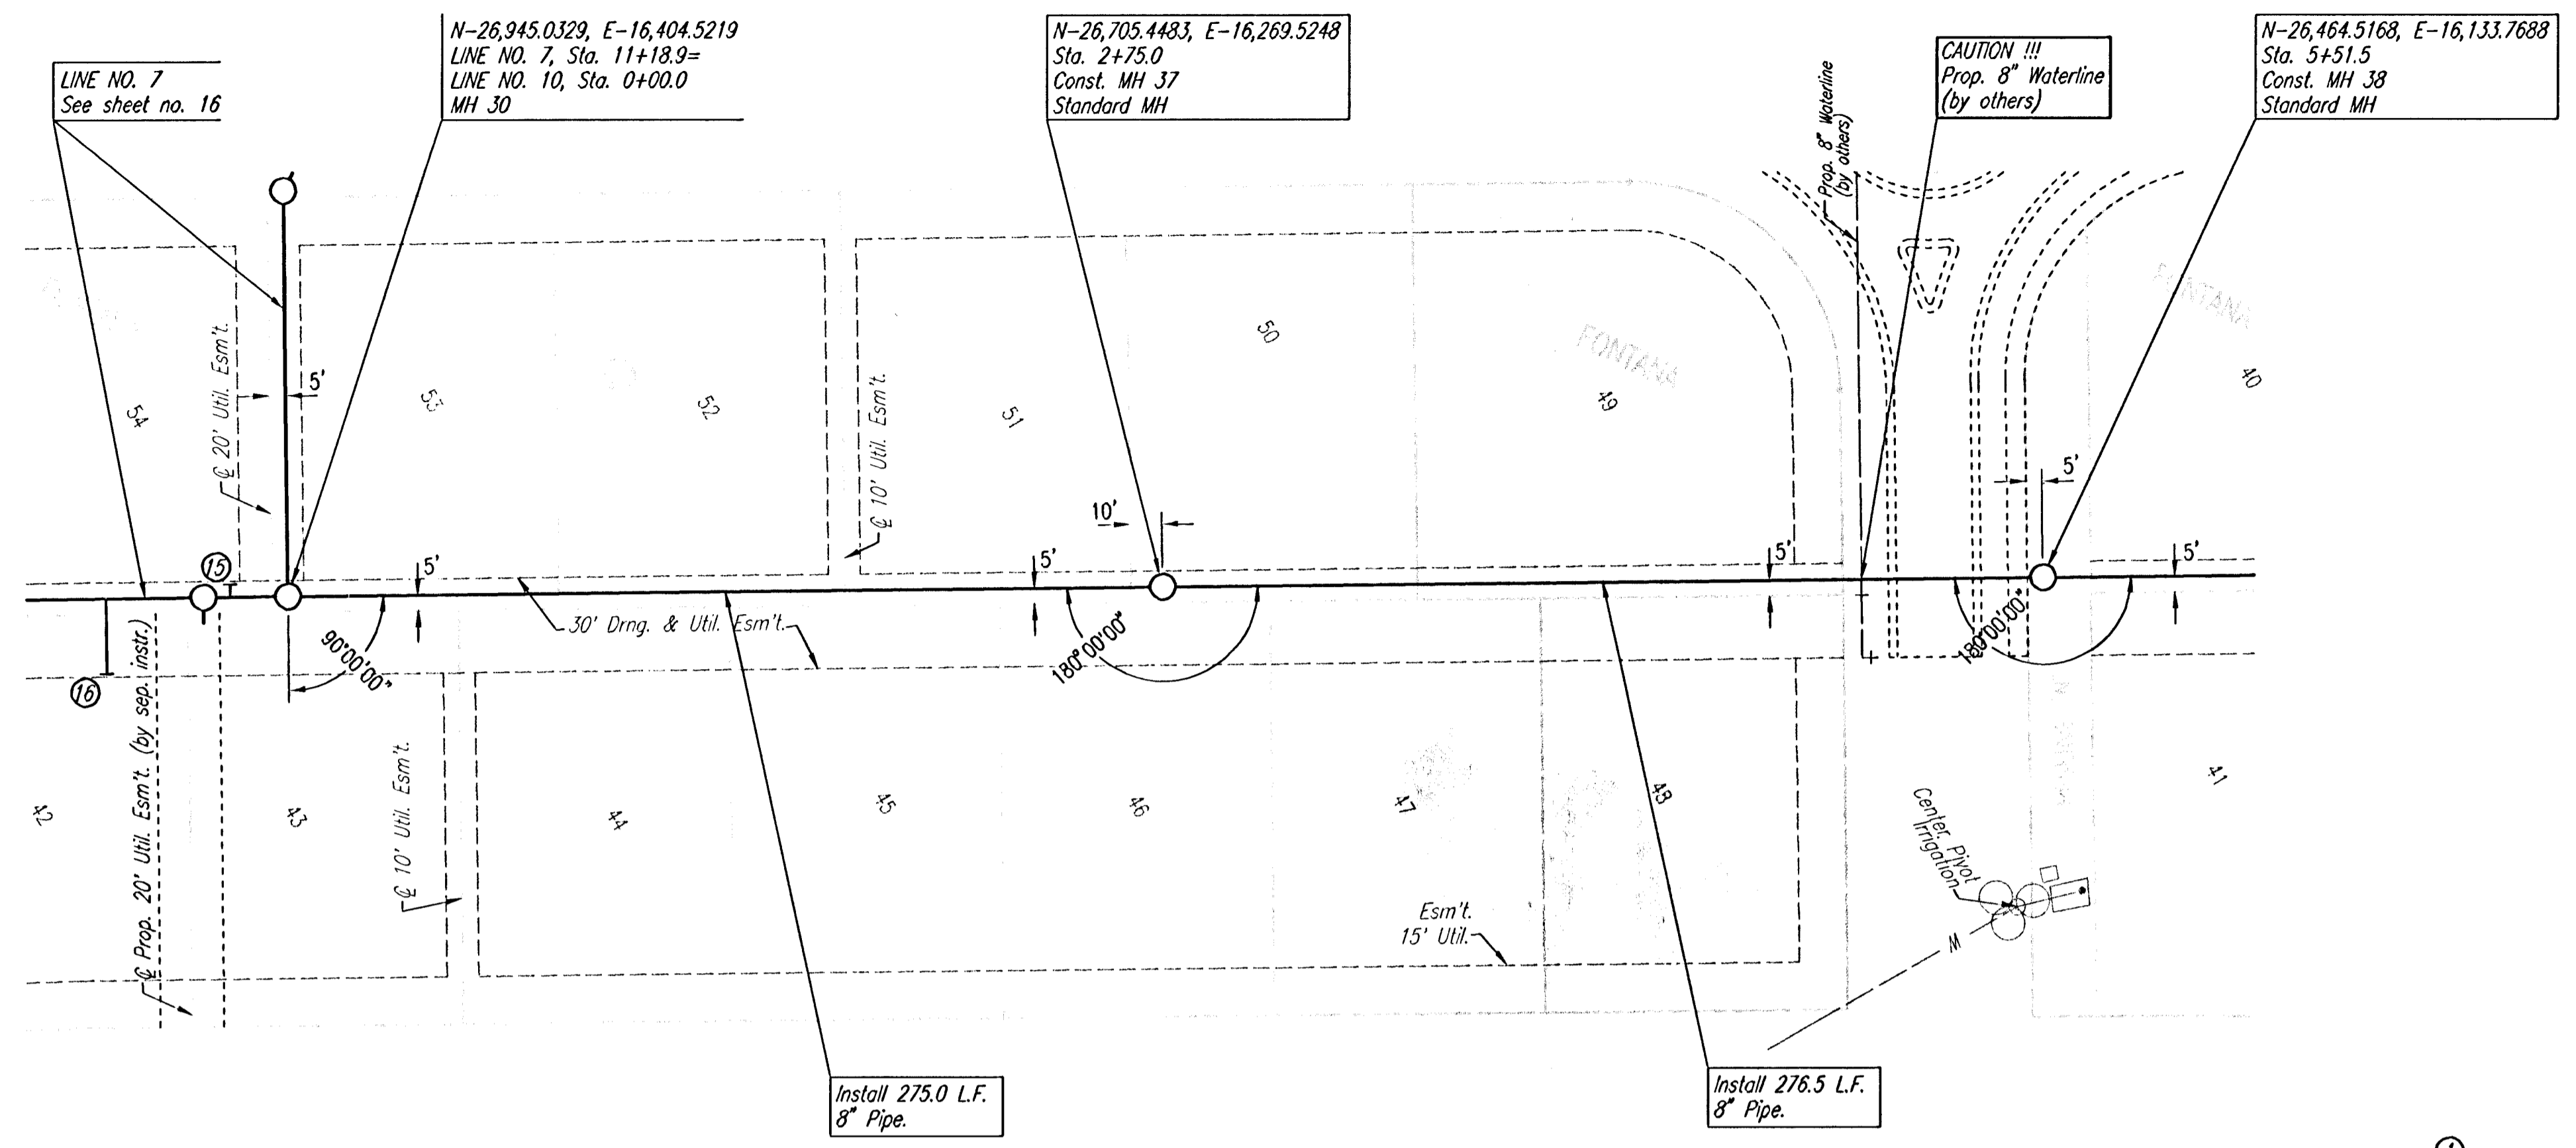 LINE NO. 7
See sheet no. 16
N-26,945.0329, E-16,404.5219
LINE NO. 7, Sta. 11+18.9=
LINE NO. 10, Sta. 0+00.0
MH 30
N-26,705.4483, E-16,269.5248
Sta. 2+75.0
Const. MH 37
Standard MH
CAUTION !!!
Prop. 8" Waterline
(by others)
N-26,464.5168, E-16,133.7688
Sta. 5+51.5
Const. MH 38
Standard MH
Prop. 8" Waterline
(by others)
54
℄ 20' Util. Esm't.
5'
53
52
℄ 10' Util. Esm't.
51
50
FONTANA
49
FONTANA
40
10'
5'
15
5'
5'
5'
5'
16
90°00'00"
30' Drng. & Util. Esm't.
180°00'00"
180°00'00"
42
℄ Prop. 20' Util. Esm't. (by sep. instr.)
43
℄ 10' Util. Esm't.
44
45
46
47
48
41
Center Pivot
Irrigation
W
Esm't.
15' Util.
Install 275.0 L.F.
8" Pipe.
Install 276.5 L.F.
8" Pipe.